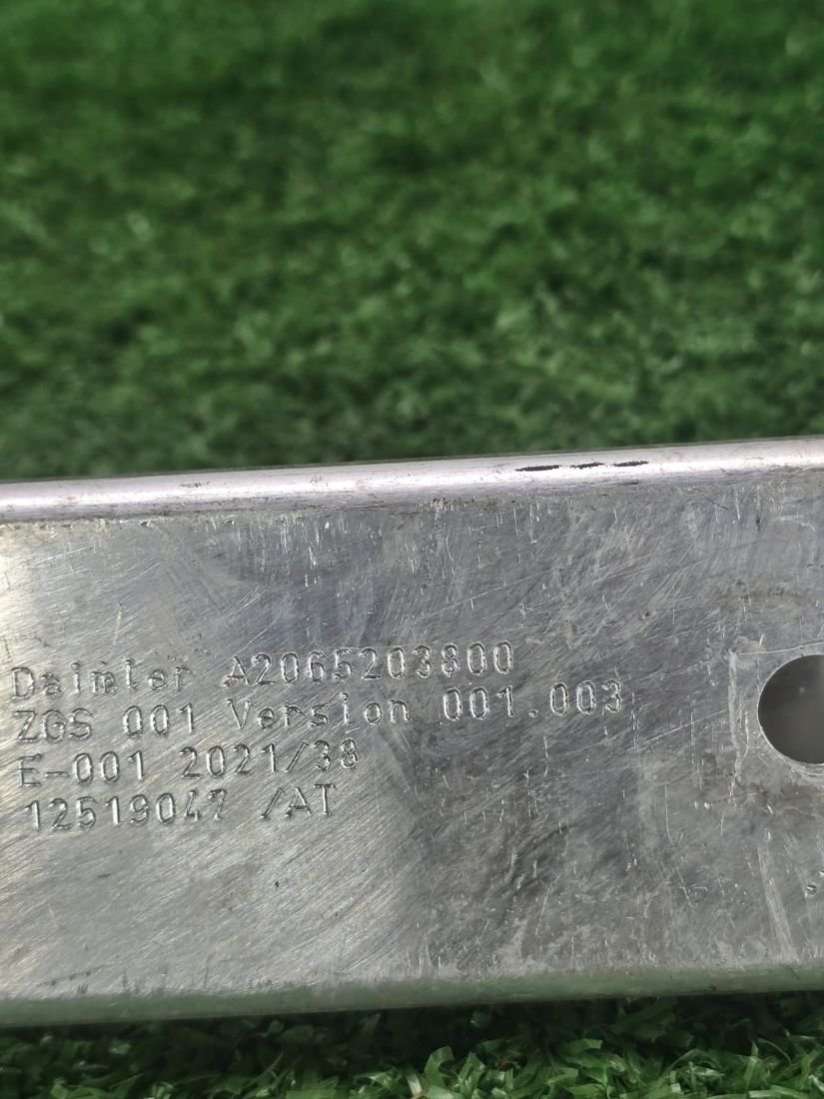 Daimler A2065203800
ZGS 001 Version 001.003
E-001 2021/38
12519047 /AT